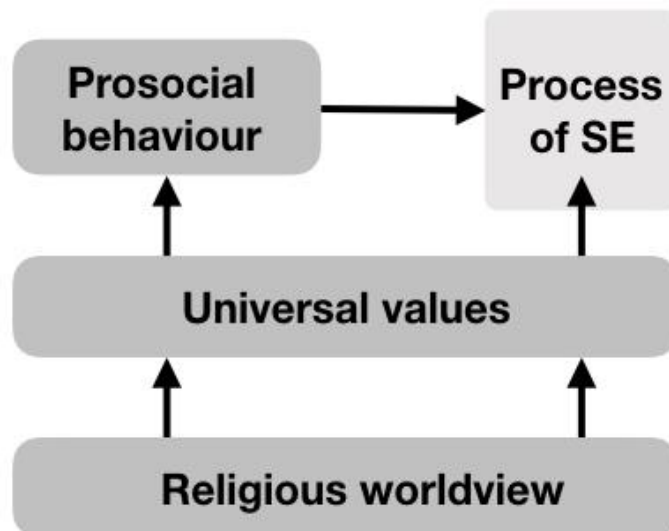 Prosocial
behaviour
Process
of SE
Universal values
Religious worldview